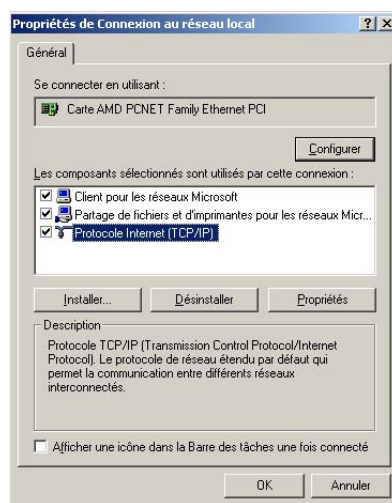 Propriétés de Connexion au réseau local
Général
Se connecter en utilisant :
Carte AMD PCNET Family Ethernet PCI
Configurer
Les composants sélectionnés sont utilisés par cette connexion :
Client pour les réseaux Microsoft
Partage de fichiers et d'imprimantes pour les réseaux Micr...
Protocole Internet (TCP/IP)
Installer... Désinstaller Propriétés
Description
Protocole TCP/IP (Transmission Control Protocol/Internet
Protocol). Le protocole de réseau étendu par défaut qui
permet la communication entre différents réseaux
interconnectés.
Afficher une icône dans la Barre des tâches une fois connecté
OK Annuler